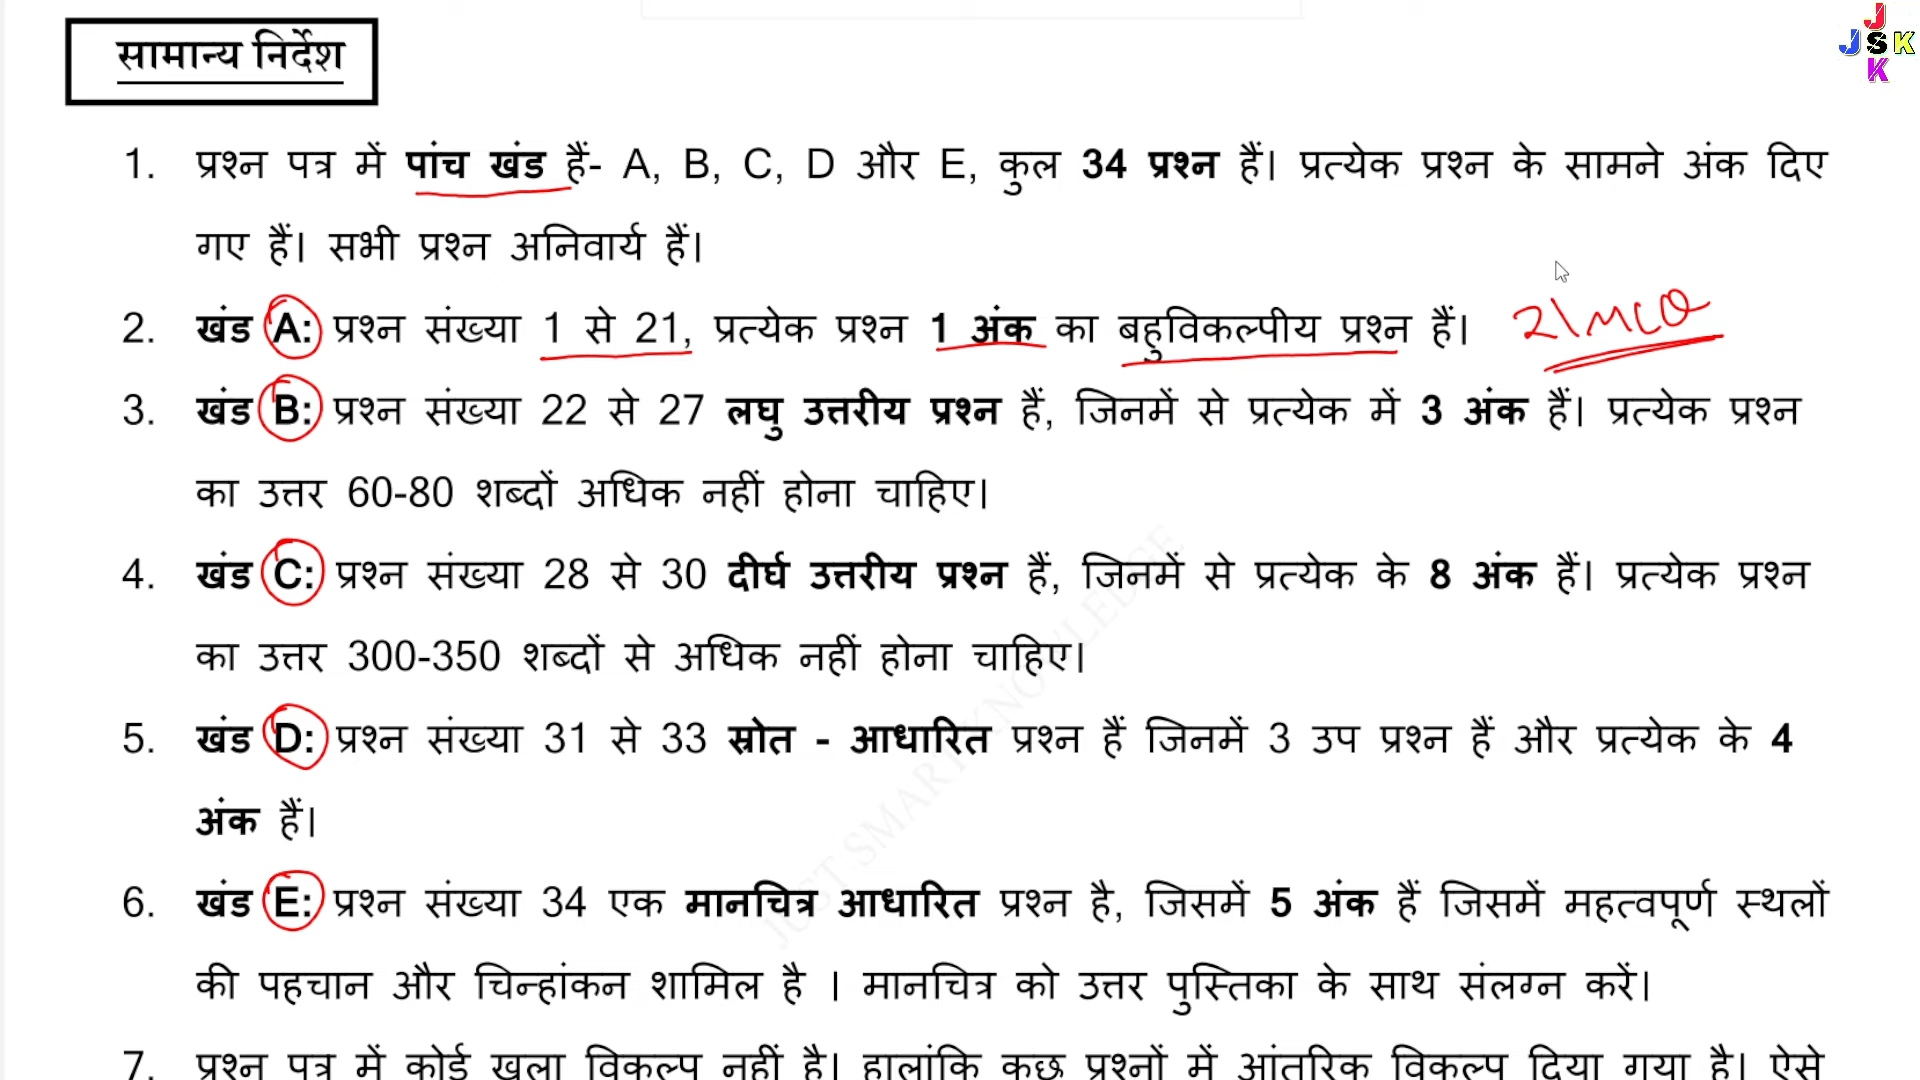 सामान्य निर्देश
J
J S K
K
1. प्रश्न पत्र में पांच खंड हैं- A, B, C, D और E, कुल 34 प्रश्न हैं। प्रत्येक प्रश्न के सामने अंक दिए
गए हैं। सभी प्रश्न अनिवार्य हैं।
2. खंड A: प्रश्न संख्या 1 से 21, प्रत्येक प्रश्न 1 अंक का बहुविकल्पीय प्रश्न हैं। 21 MCQ
3. खंड B: प्रश्न संख्या 22 से 27 लघु उत्तरीय प्रश्न हैं, जिनमें से प्रत्येक में 3 अंक हैं। प्रत्येक प्रश्न
का उत्तर 60-80 शब्दों अधिक नहीं होना चाहिए।
4. खंड C: प्रश्न संख्या 28 से 30 दीर्घ उत्तरीय प्रश्न हैं, जिनमें से प्रत्येक के 8 अंक हैं। प्रत्येक प्रश्न
का उत्तर 300-350 शब्दों से अधिक नहीं होना चाहिए।
5. खंड D: प्रश्न संख्या 31 से 33 स्रोत - आधारित प्रश्न हैं जिनमें 3 उप प्रश्न हैं और प्रत्येक के 4
अंक हैं।
6. खंड E: प्रश्न संख्या 34 एक मानचित्र आधारित प्रश्न है, जिसमें 5 अंक हैं जिसमें महत्वपूर्ण स्थलों
की पहचान और चिन्हांकन शामिल है । मानचित्र को उत्तर पुस्तिका के साथ संलग्न करें।
7. प्रश्न पत्र में कोई खुला विकल्प नहीं है। हालांकि कुछ प्रश्नों में आंतरिक विकल्प दिया गया है। ऐसे
JUST SMART KNOWLEDGE